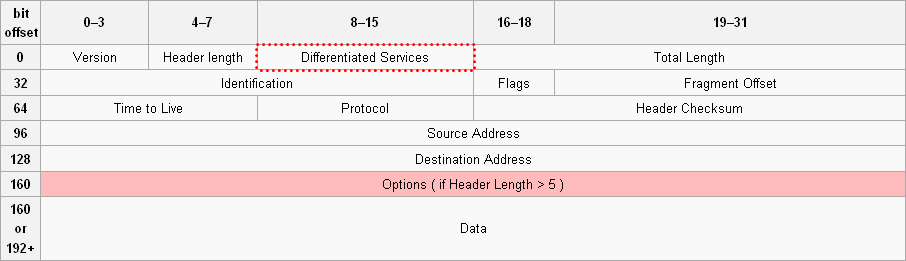 bit offset 0–3 4–7 8–15 16–18 19–31
0 Version Header length Differentiated Services Total Length
32 Identification Flags Fragment Offset
64 Time to Live Protocol Header Checksum
96 Source Address
128 Destination Address
160 Options ( if Header Length > 5 )
160 or 192+ Data